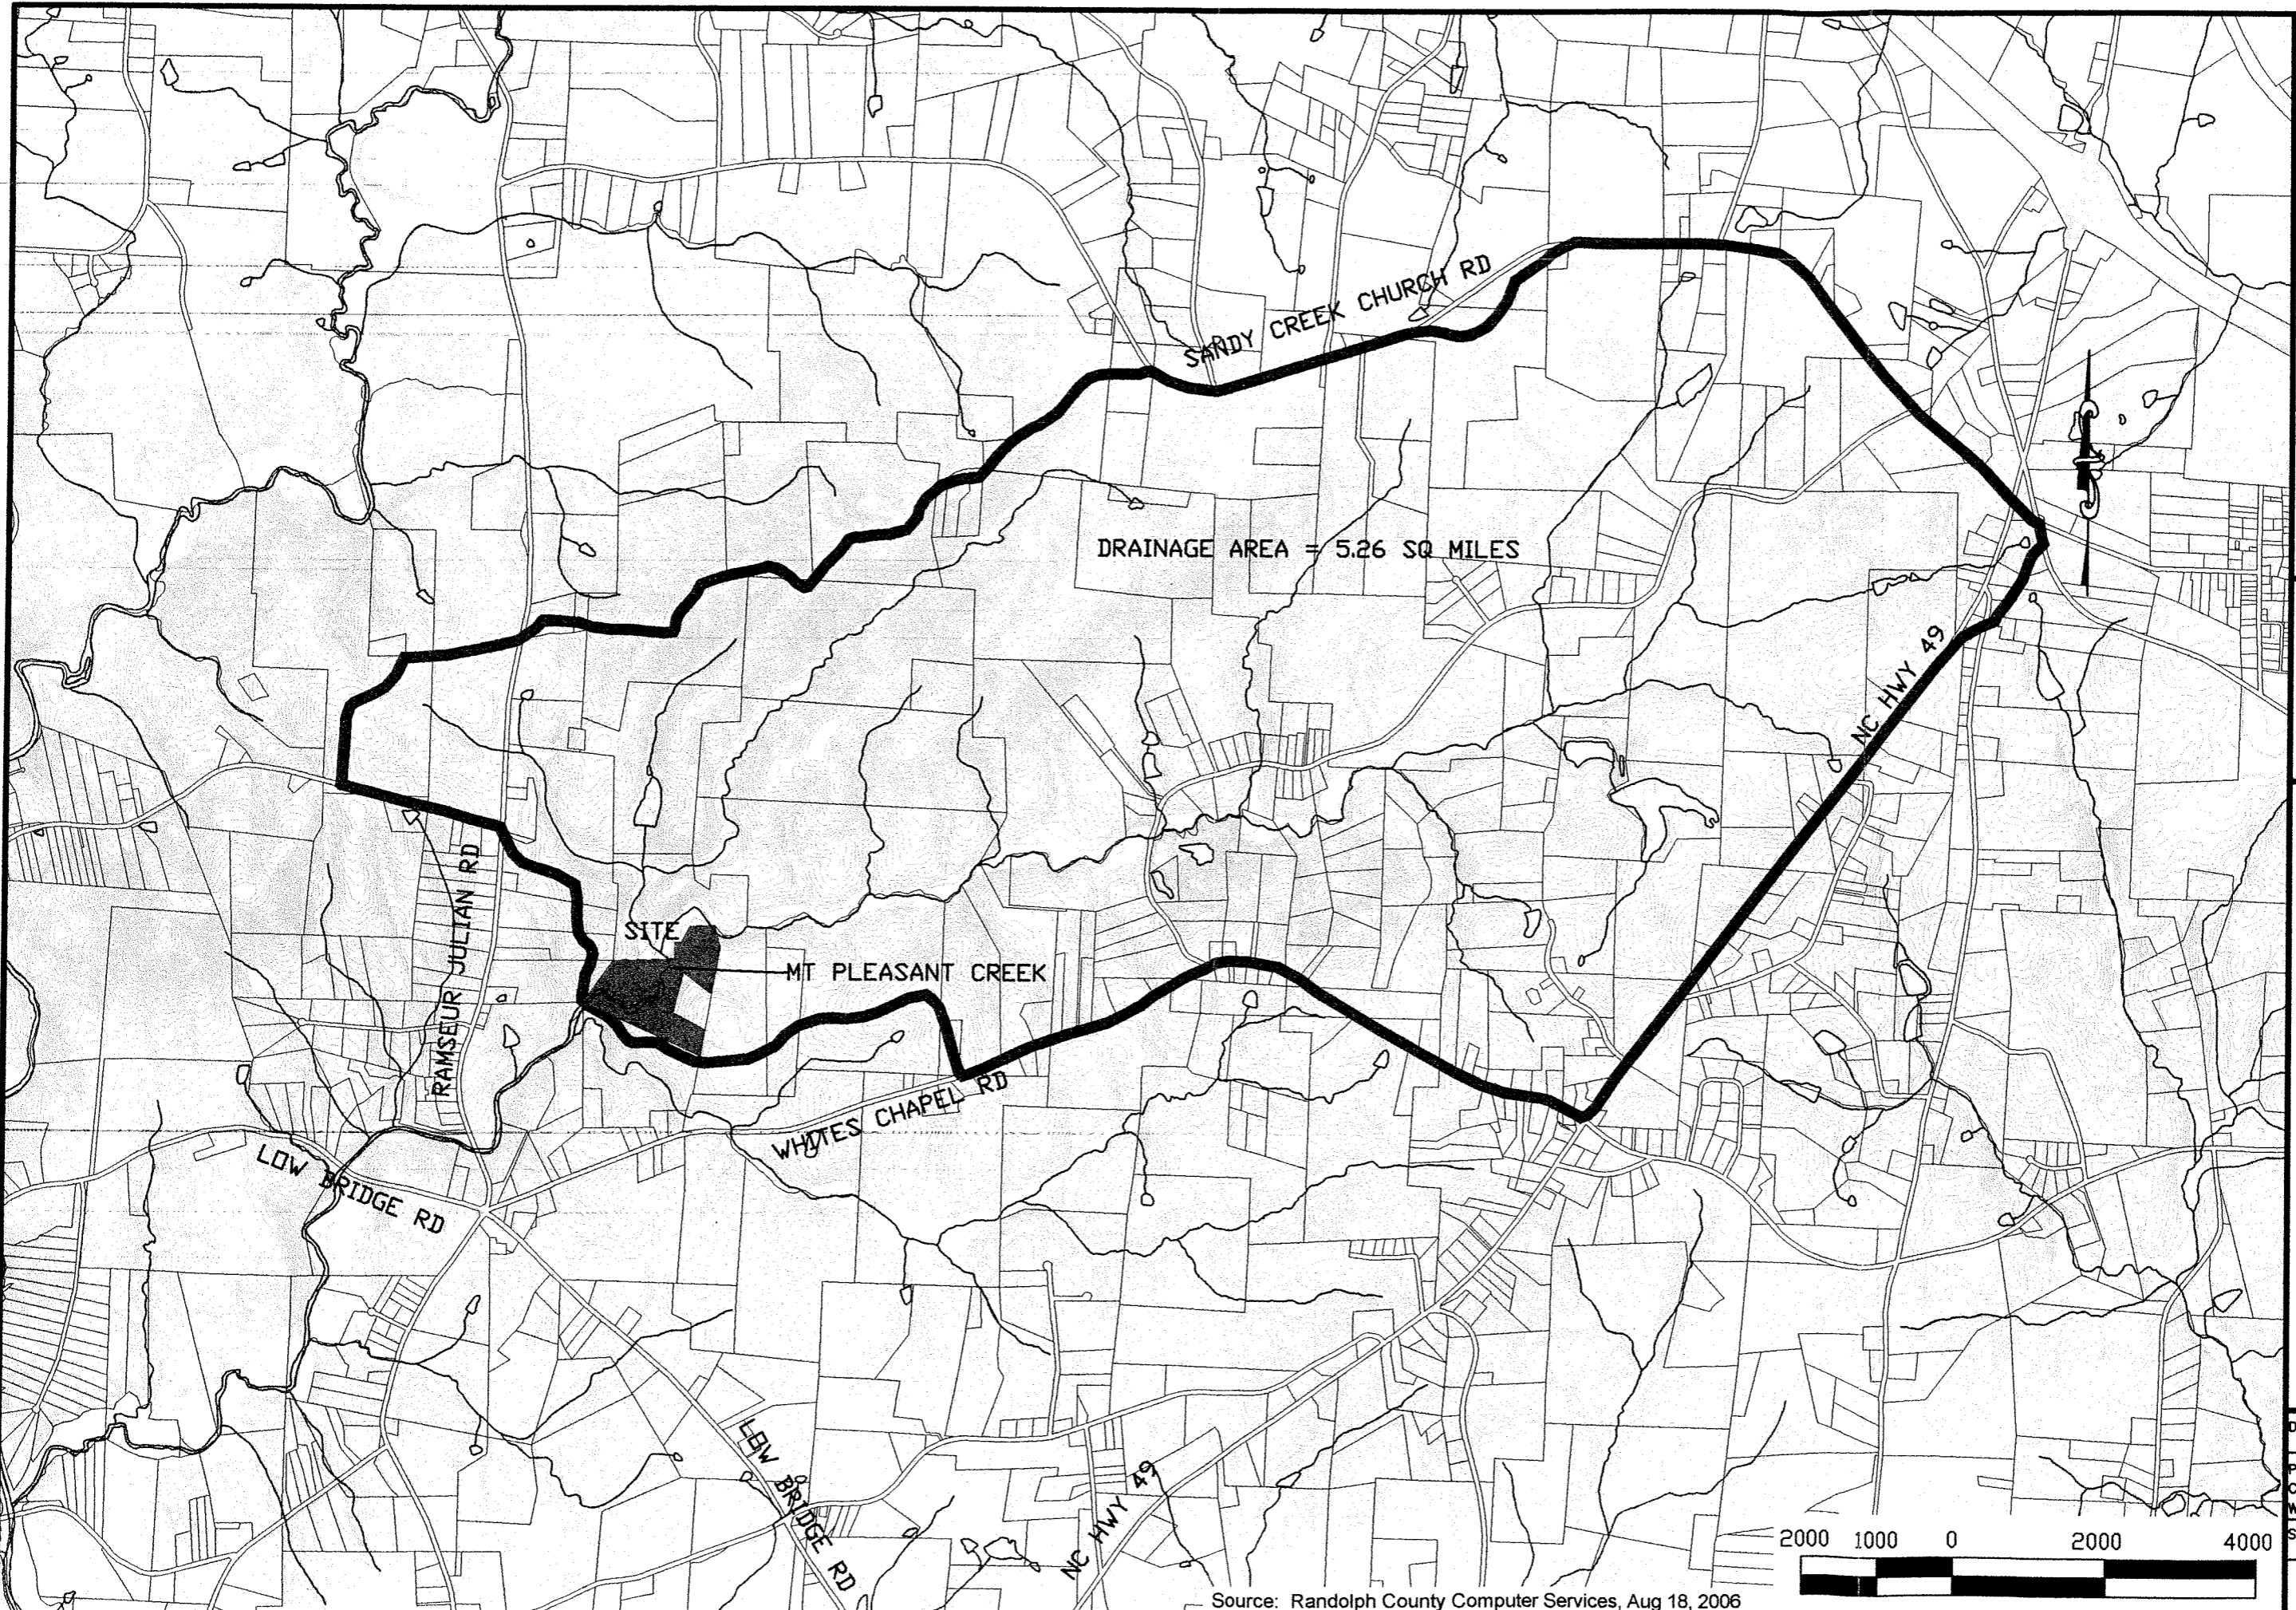 SANDY CREEK CHURCH RD
DRAINAGE AREA = 5.26 SQ MILES
NC HWY 49
RAMSEUR JULIAN RD
SITE
MT PLEASANT CREEK
WHITES CHAPEL RD
LOW BRIDGE RD
LOW BRIDGE RD
NC HWY 49
2000 1000 0 2000 4000
Source: Randolph County Computer Services, Aug 18, 2006